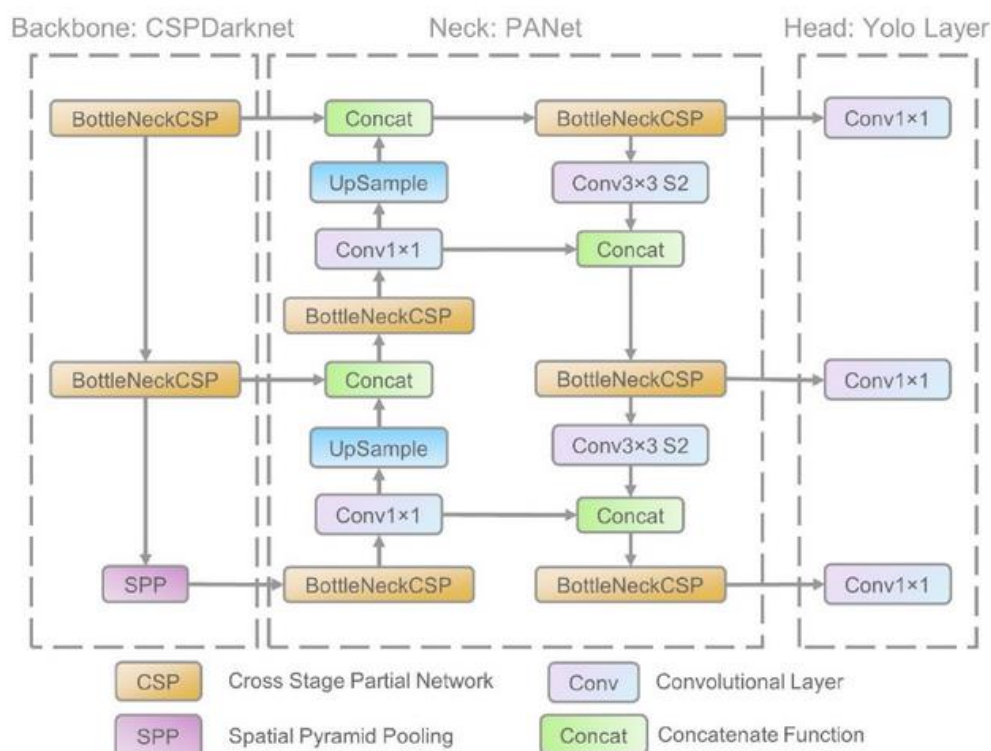 Backbone: CSPDarknet Neck: PANet Head: Yolo Layer
BottleNeckCSP Concat BottleNeckCSP Conv1×1
UpSample Conv3×3 S2
Conv1×1 Concat
BottleNeckCSP
BottleNeckCSP Concat BottleNeckCSP Conv1×1
UpSample Conv3×3 S2
Conv1×1 Concat
SPP BottleNeckCSP BottleNeckCSP Conv1×1
CSP Cross Stage Partial Network Conv Convolutional Layer
SPP Spatial Pyramid Pooling Concat Concatenate Function